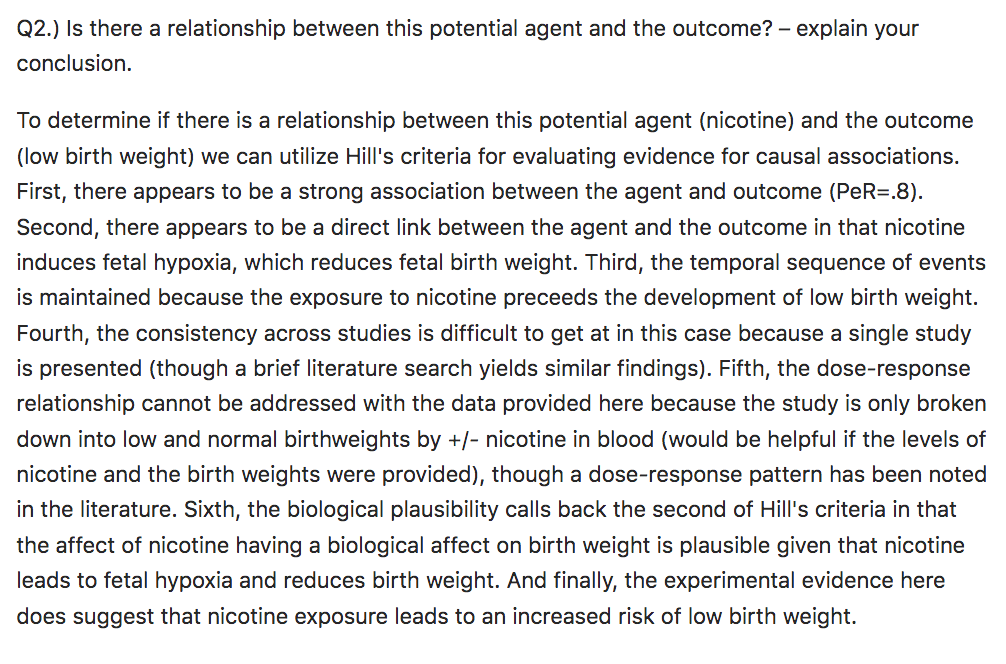 Q2.) Is there a relationship between this potential agent and the outcome? – explain your
conclusion.
To determine if there is a relationship between this potential agent (nicotine) and the outcome
(low birth weight) we can utilize Hill's criteria for evaluating evidence for causal associations.
First, there appears to be a strong association between the agent and outcome (PeR=.8).
Second, there appears to be a direct link between the agent and the outcome in that nicotine
induces fetal hypoxia, which reduces fetal birth weight. Third, the temporal sequence of events
is maintained because the exposure to nicotine preceeds the development of low birth weight.
Fourth, the consistency across studies is difficult to get at in this case because a single study
is presented (though a brief literature search yields similar findings). Fifth, the dose-response
relationship cannot be addressed with the data provided here because the study is only broken
down into low and normal birthweights by +/- nicotine in blood (would be helpful if the levels of
nicotine and the birth weights were provided), though a dose-response pattern has been noted
in the literature. Sixth, the biological plausibility calls back the second of Hill's criteria in that
the affect of nicotine having a biological affect on birth weight is plausible given that nicotine
leads to fetal hypoxia and reduces birth weight. And finally, the experimental evidence here
does suggest that nicotine exposure leads to an increased risk of low birth weight.